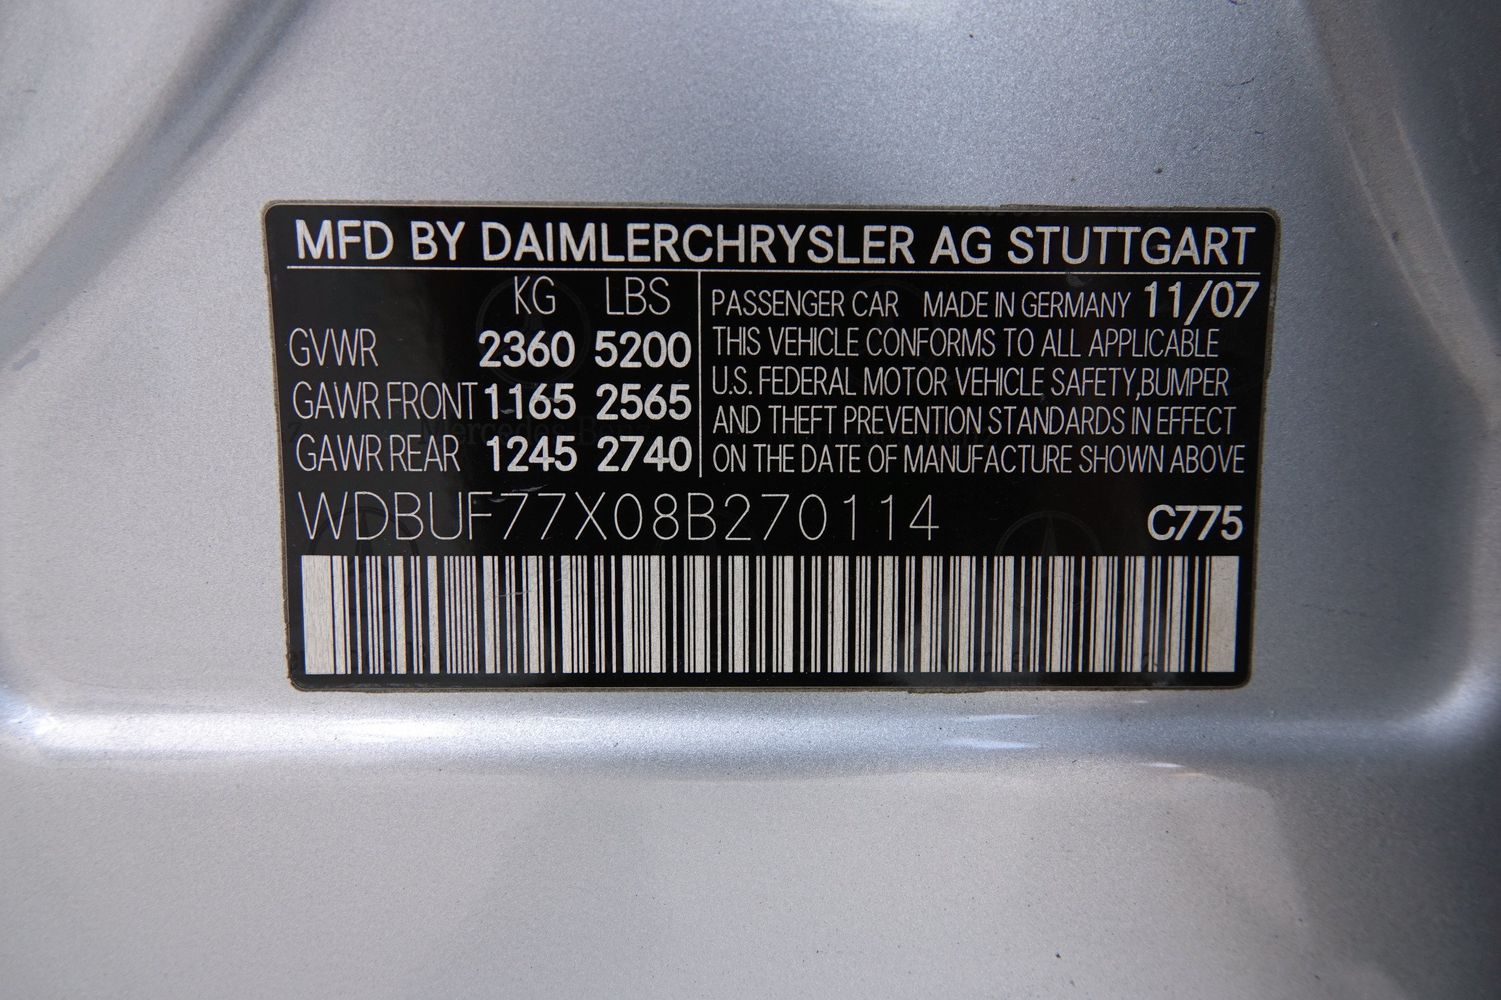 MFD BY DAIMLERCHRYSLER AG STUTTGART
KG LBS
GVWR 2360 5200
GAWR FRONT 1165 2565
GAWR REAR 1245 2740
PASSENGER CAR MADE IN GERMANY 11/07
THIS VEHICLE CONFORMS TO ALL APPLICABLE
U.S. FEDERAL MOTOR VEHICLE SAFETY,BUMPER
AND THEFT PREVENTION STANDARDS IN EFFECT
ON THE DATE OF MANUFACTURE SHOWN ABOVE
Mercedes-Benz
WDBUF77X08B270114 C775